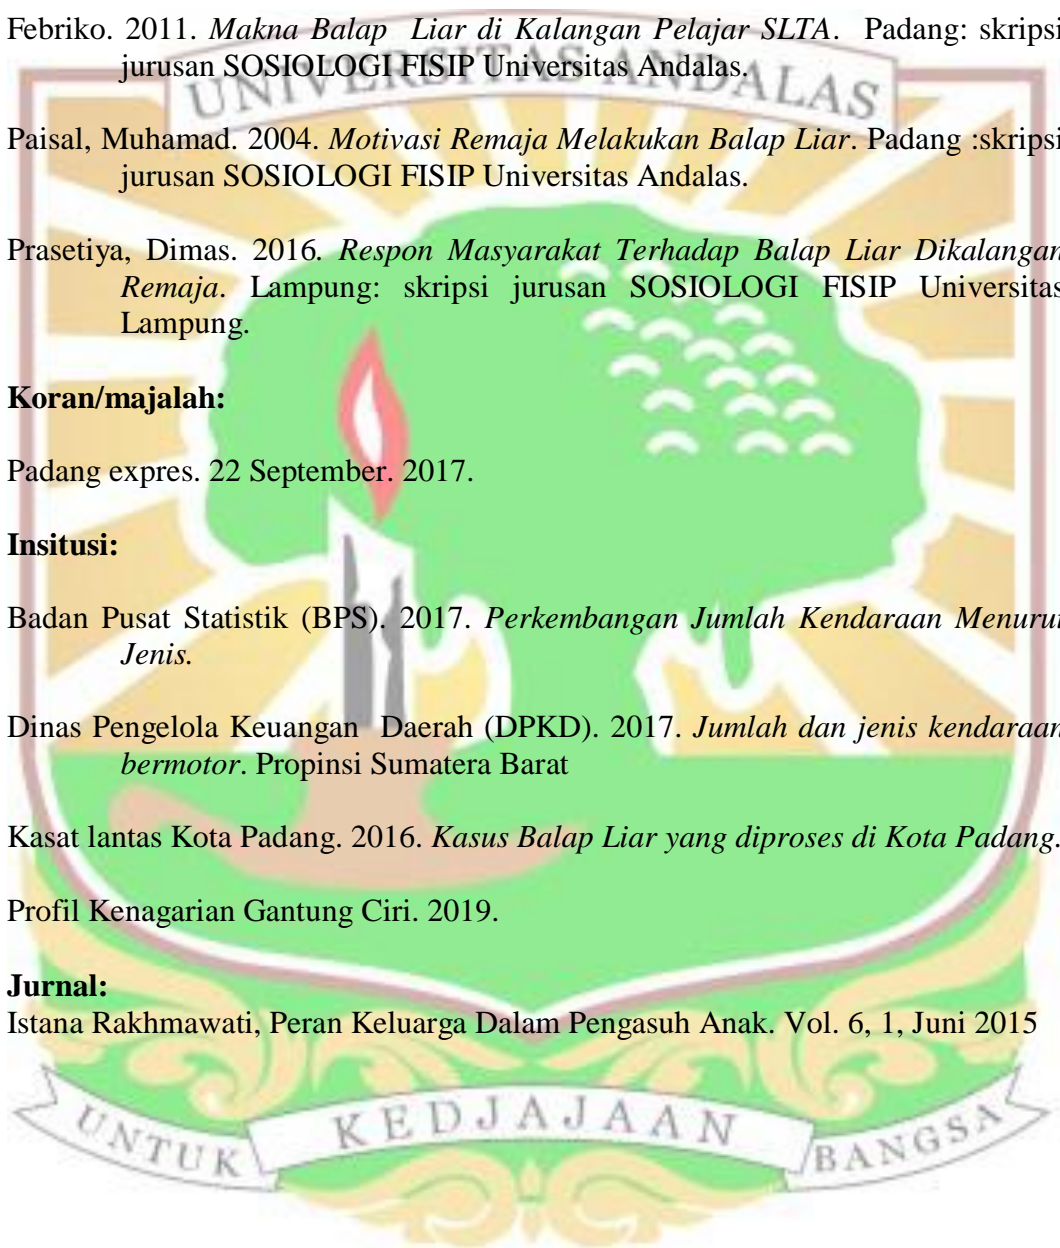 Febriko. 2011. Makna Balap Liar di Kalangan Pelajar SLTA. Padang: skripsi
jurusan SOSIOLOGI FISIP Universitas Andalas.
UNIVERSITAS ANDALAS
Paisal, Muhamad. 2004. Motivasi Remaja Melakukan Balap Liar. Padang :skripsi
jurusan SOSIOLOGI FISIP Universitas Andalas.
Prasetiya, Dimas. 2016. Respon Masyarakat Terhadap Balap Liar Dikalangan
Remaja. Lampung: skripsi jurusan SOSIOLOGI FISIP Universitas
Lampung.
Koran/majalah:
Padang expres. 22 September. 2017.
Insitusi:
Badan Pusat Statistik (BPS). 2017. Perkembangan Jumlah Kendaraan Menurut
Jenis.
Dinas Pengelola Keuangan Daerah (DPKD). 2017. Jumlah dan jenis kendaraan
bermotor. Propinsi Sumatera Barat
Kasat lantas Kota Padang. 2016. Kasus Balap Liar yang diproses di Kota Padang.
Profil Kenagarian Gantung Ciri. 2019.
Jurnal:
Istana Rakhmawati, Peran Keluarga Dalam Pengasuh Anak. Vol. 6, 1, Juni 2015
UNTUK KEDJAJAAN BANGSA